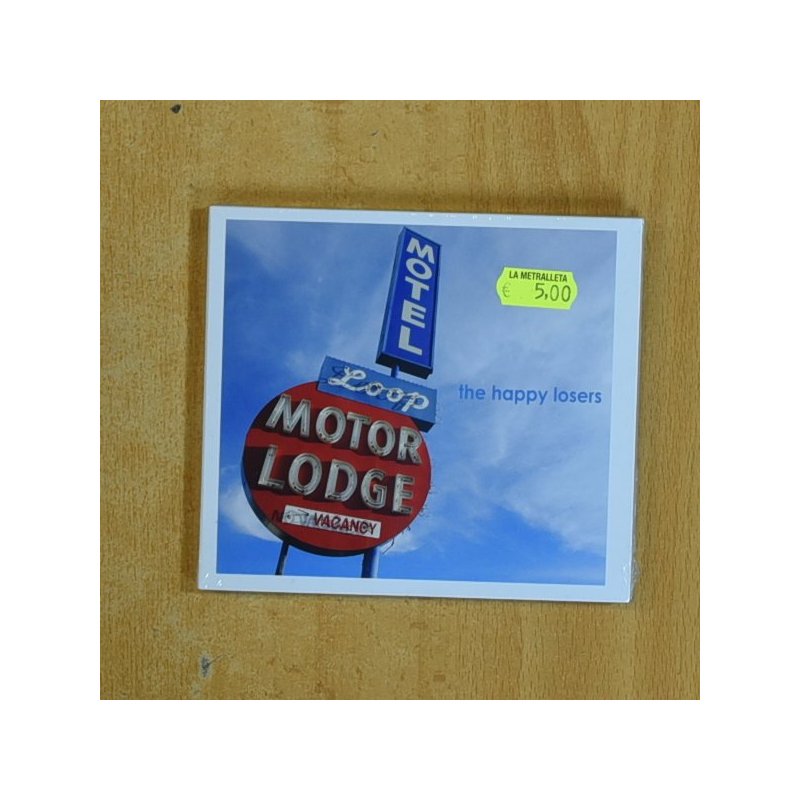 MOTEL
LA METRALLETA
€ 5,00
Loop
the happy losers
MOTOR
LODGE
VACANCY